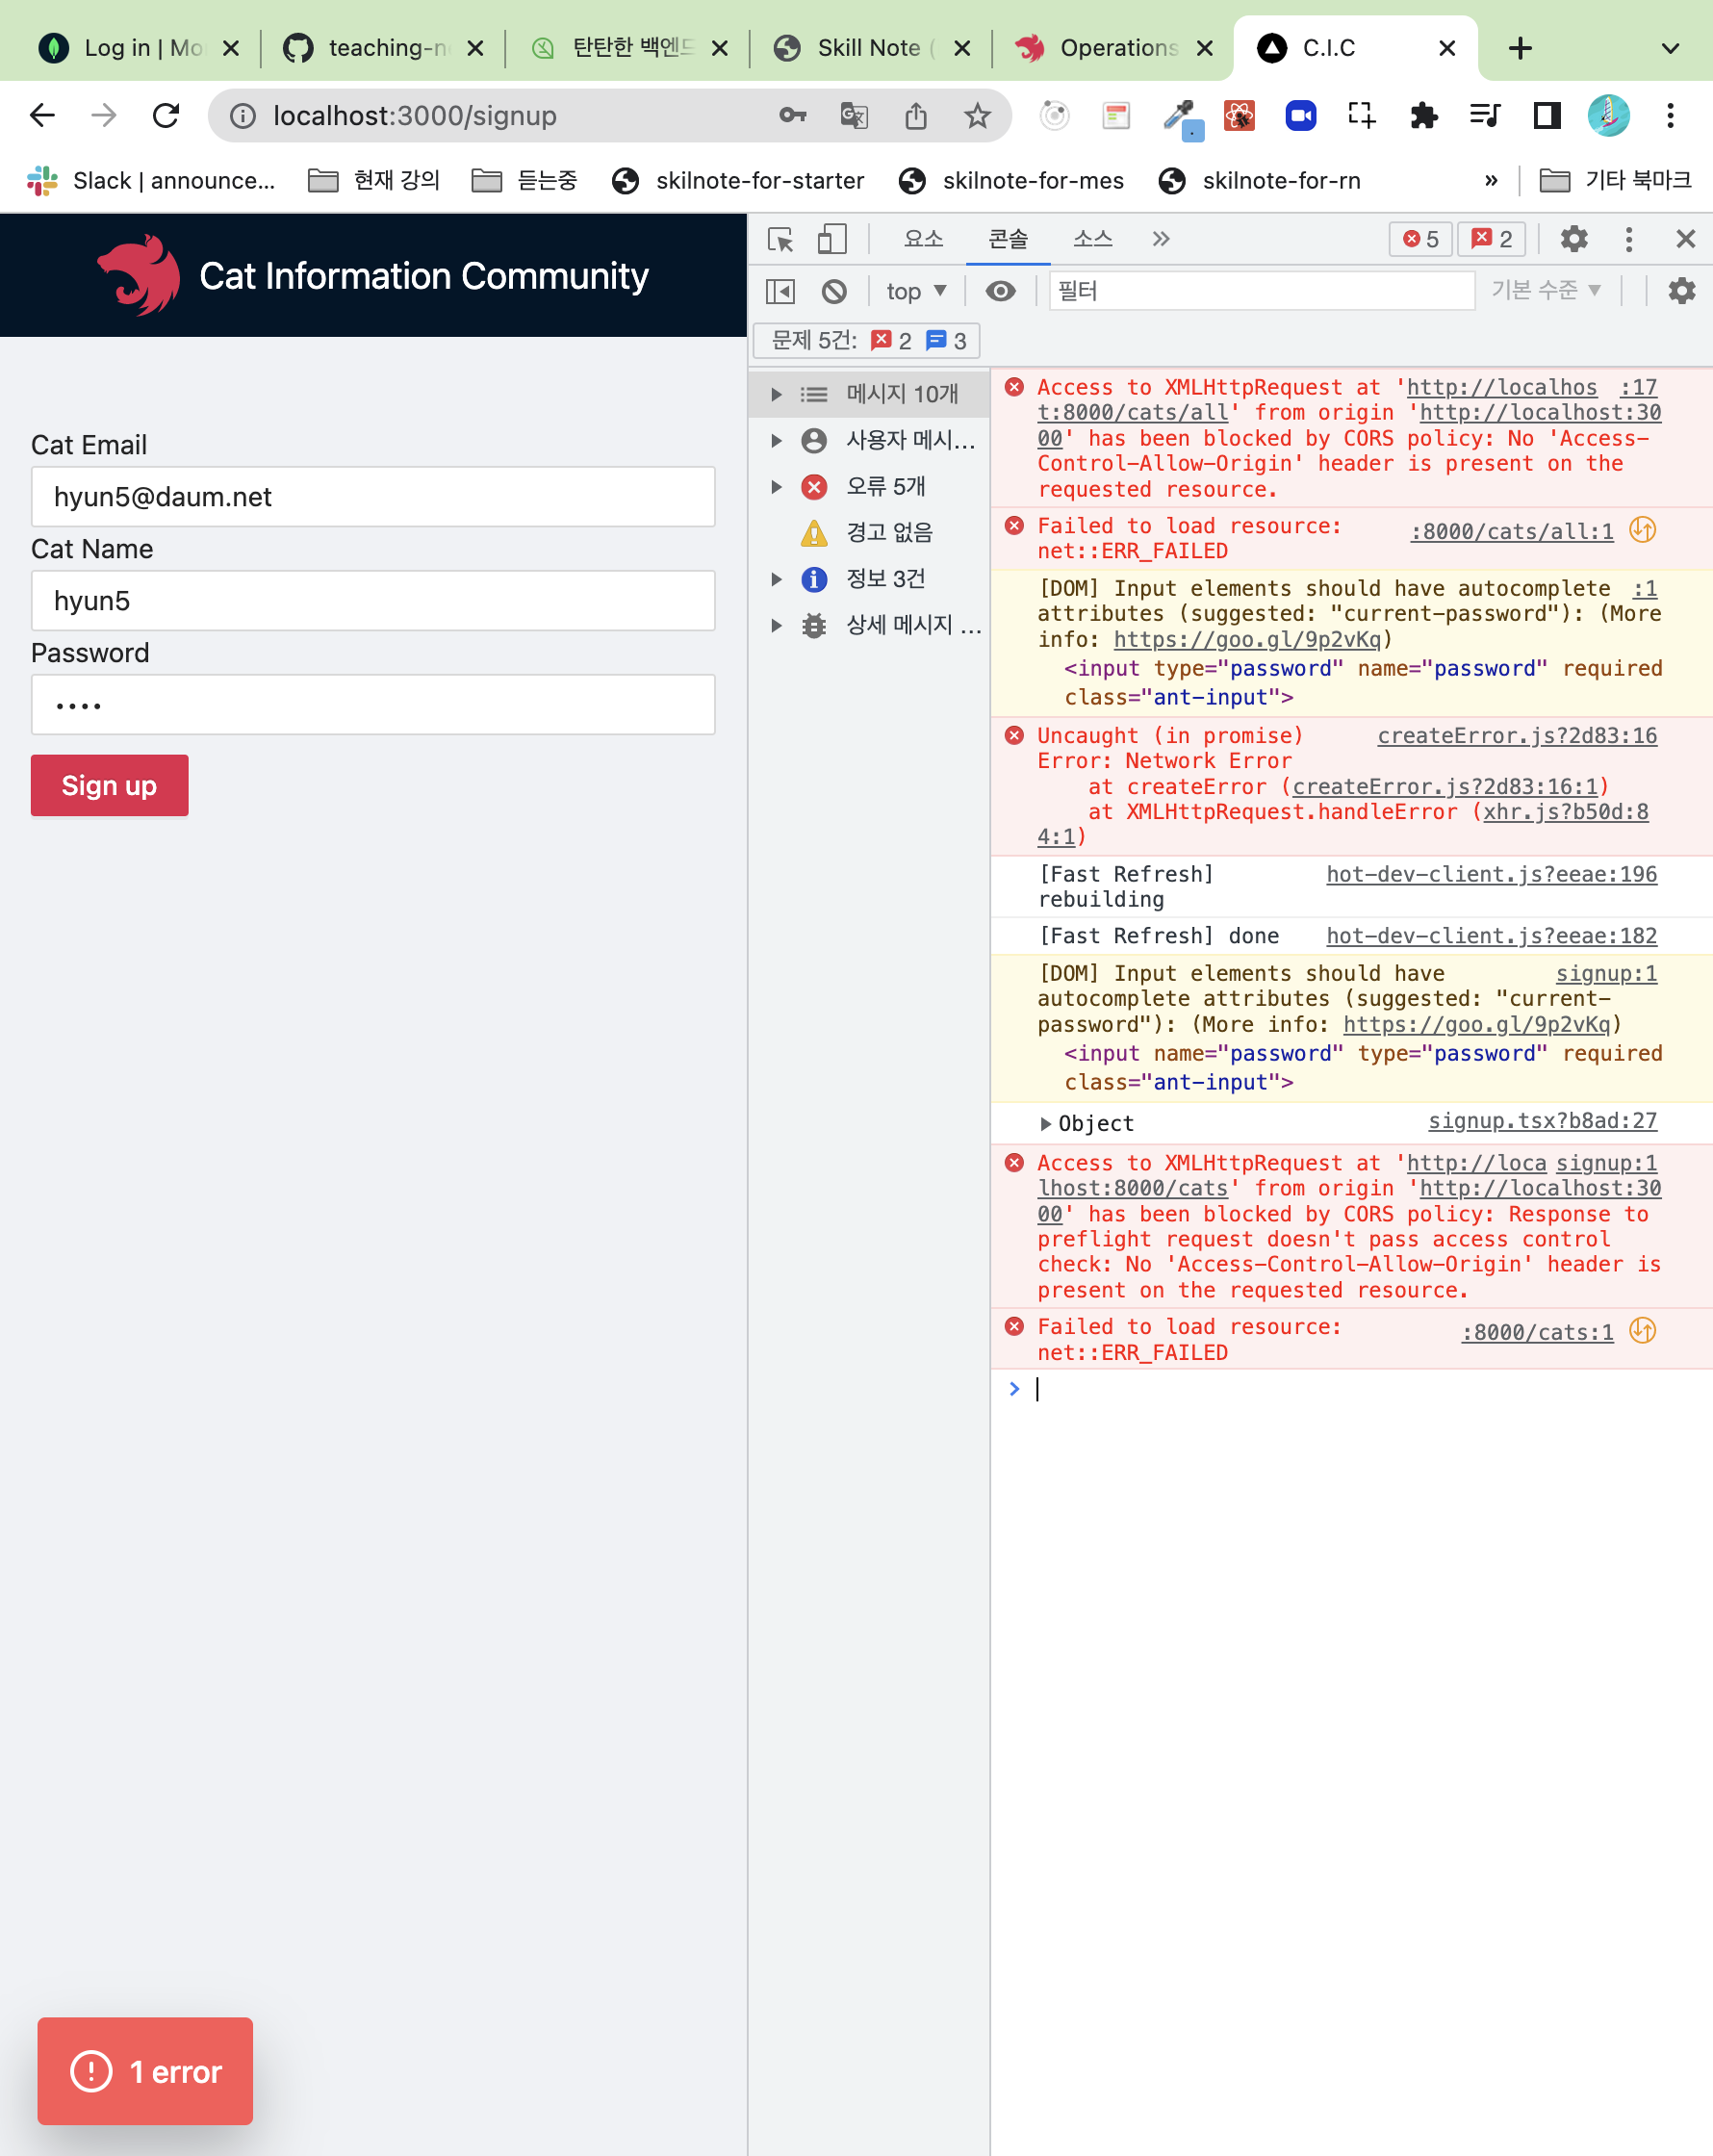 Log in | Mo
teaching-n
탄탄한 백엔드
Skill Note (
Operations
C.I.C
localhost:3000/signup
Slack | announce...
현재 강의
듣는중
skilnote-for-starter
skilnote-for-mes
skilnote-for-rn
»
기타 북마크
Cat Information Community
Cat Email
hyun5@daum.net
Cat Name
hyun5
Password
••••
Sign up
1 error
요소
콘솔
소스
5
2
top
필터
기본 수준
문제 5건:
2
3
메시지 10개
사용자 메시…
오류 5개
경고 없음
정보 3건
상세 메시지 …
Access to XMLHttpRequest at 'http://localhos :17
t:8000/cats/all' from origin 'http://localhost:30
00' has been blocked by CORS policy: No 'Access-
Control-Allow-Origin' header is present on the
requested resource.
Failed to load resource: :8000/cats/all:1
net::ERR_FAILED
[DOM] Input elements should have autocomplete :1
attributes (suggested: "current-password"): (More
info: https://goo.gl/9p2vKq)
<input type="password" name="password" required
class="ant-input">
Uncaught (in promise) createError.js?2d83:16
Error: Network Error
at createError (createError.js?2d83:16:1)
at XMLHttpRequest.handleError (xhr.js?b50d:8
4:1)
[Fast Refresh] hot-dev-client.js?eeae:196
rebuilding
[Fast Refresh] done hot-dev-client.js?eeae:182
[DOM] Input elements should have signup:1
autocomplete attributes (suggested: "current-
password"): (More info: https://goo.gl/9p2vKq)
<input name="password" type="password" required
class="ant-input">
Object signup.tsx?b8ad:27
Access to XMLHttpRequest at 'http://loca signup:1
lhost:8000/cats' from origin 'http://localhost:30
00' has been blocked by CORS policy: Response to
preflight request doesn't pass access control
check: No 'Access-Control-Allow-Origin' header is
present on the requested resource.
Failed to load resource: :8000/cats:1
net::ERR_FAILED